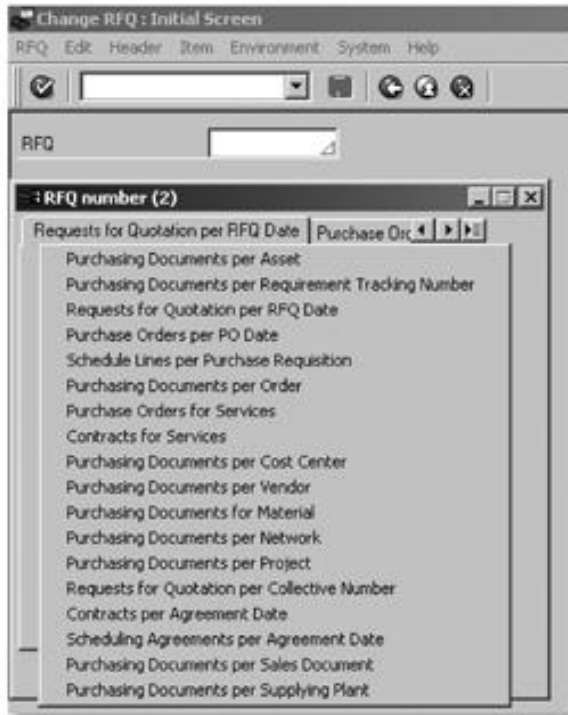 Change RFQ : Initial Screen
RFQ Edit Header Item Environment System Help
RFQ
RFQ number (2)
Requests for Quotation per RFQ Date Purchase Or
Purchasing Documents per Asset
Purchasing Documents per Requirement Tracking Number
Requests for Quotation per RFQ Date
Purchase Orders per PO Date
Schedule Lines per Purchase Requisition
Purchasing Documents per Order
Purchase Orders for Services
Contracts for Services
Purchasing Documents per Cost Center
Purchasing Documents per Vendor
Purchasing Documents for Material
Purchasing Documents per Network
Purchasing Documents per Project
Requests for Quotation per Collective Number
Contracts per Agreement Date
Scheduling Agreements per Agreement Date
Purchasing Documents per Sales Document
Purchasing Documents per Supplying Plant